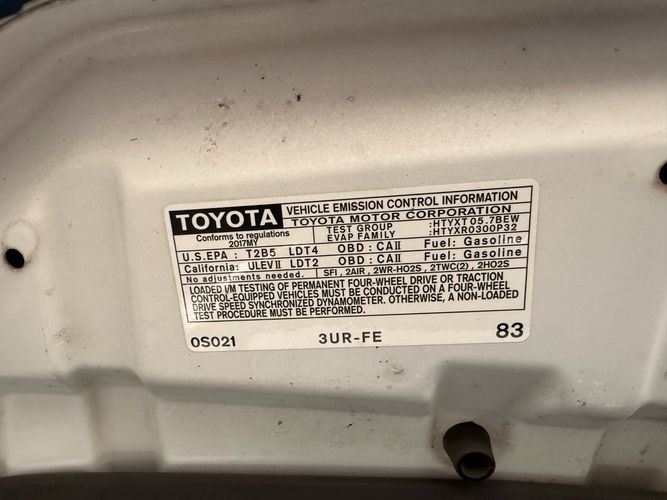 TOYOTA VEHICLE EMISSION CONTROL INFORMATION
TOYOTA MOTOR CORPORATION
Conforms to regulations 2017MY
TEST GROUP :HTYXT05.7BEW
EVAP FAMILY :HTYXR0300P32
U.S.EPA : T2B5 LDT4 OBD : CAII Fuel: Gasoline
California: ULEVII LDT2 OBD : CAII Fuel: Gasoline
No adjustments needed. SFI, 2AIR, 2WR-HO2S, 2TWC(2), 2HO2S
LOADED I/M TESTING OF PERMANENT FOUR-WHEEL DRIVE OR TRACTION
CONTROL-EQUIPPED VEHICLES MUST BE CONDUCTED ON A FOUR-WHEEL
DRIVE SPEED SYNCHRONIZED DYNAMOMETER. OTHERWISE, A NON-LOADED
TEST PROCEDURE MUST BE PERFORMED.
0S021 3UR-FE 83